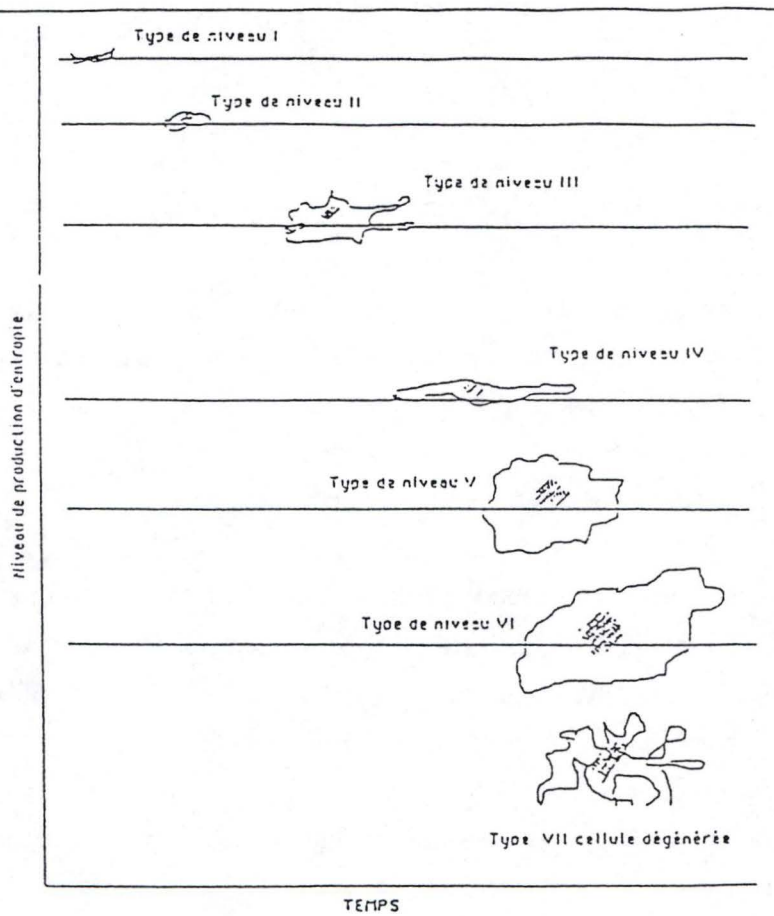 Type de niveau I
Type de niveau II
Type de niveau III
Type de niveau IV
Type de niveau V
Type de niveau VI
Type VII cellule dégénérée
Niveau de production d'entropie
TEMPS